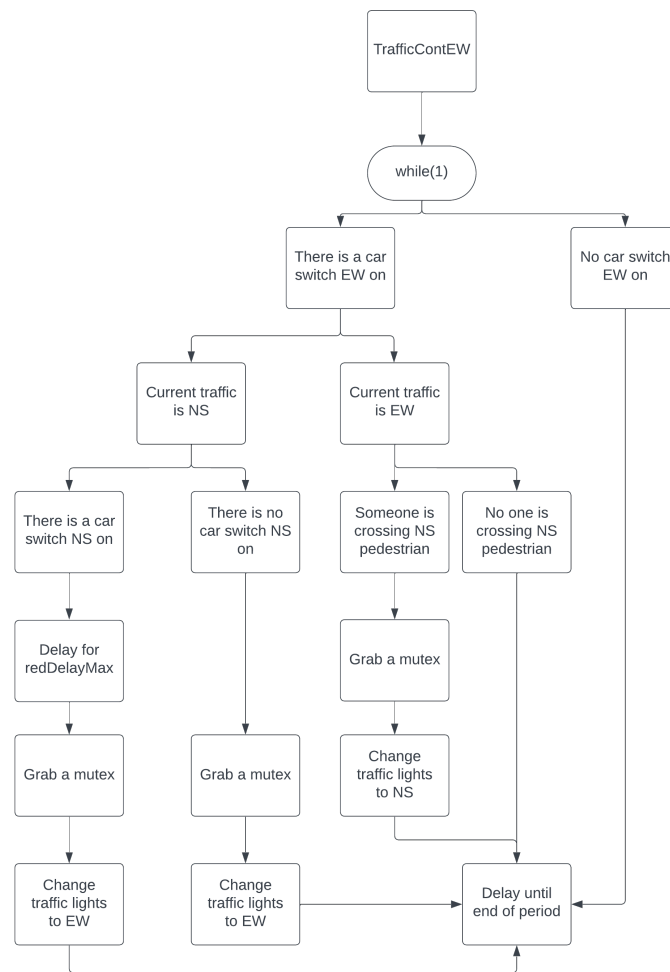 TrafficContEW
while(1)
There is a car
switch EW on
No car switch
EW on
Current traffic
is NS
Current traffic
is EW
There is a car
switch NS on
There is no
car switch NS
on
Someone is
crossing NS
pedestrian
No one is
crossing NS
pedestrian
Delay for
redDelayMax
Grab a mutex
Grab a mutex
Grab a mutex
Change
traffic lights
to NS
Change
traffic lights
to EW
Change
traffic lights
to EW
Delay until
end of period